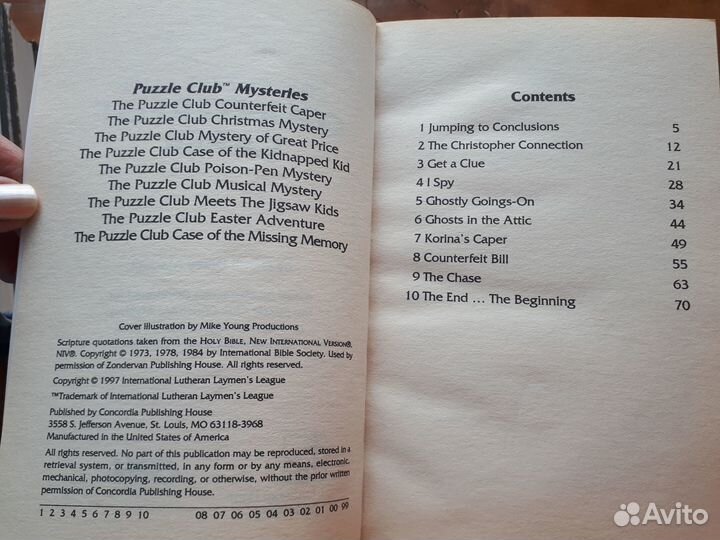 Puzzle Club™ Mysteries
The Puzzle Club Counterfeit Caper
The Puzzle Club Christmas Mystery
The Puzzle Club Mystery of Great Price
The Puzzle Club Case of the Kidnapped Kid
The Puzzle Club Poison-Pen Mystery
The Puzzle Club Musical Mystery
The Puzzle Club Meets The Jigsaw Kids
The Puzzle Club Easter Adventure
The Puzzle Club Case of the Missing Memory
Cover illustration by Mike Young Productions
Scripture quotations taken from the HOLY BIBLE, NEW INTERNATIONAL VERSION®,
NIV®. Copyright © 1973, 1978, 1984 by International Bible Society. Used by
permission of Zondervan Publishing House. All rights reserved.
Copyright © 1997 International Lutheran Laymen's League
™Trademark of International Lutheran Laymen's League
Published by Concordia Publishing House
3558 S. Jefferson Avenue, St. Louis, MO 63118-3968
Manufactured in the United States of America
All rights reserved. No part of this publication may be reproduced, stored in a
retrieval system, or transmitted, in any form or by any means, electronic,
mechanical, photocopying, recording, or otherwise, without the prior written
permission of Concordia Publishing House.
1 2 3 4 5 6 7 8 9 10 08 07 06 05 04 03 02 01 00 99
Contents
1 Jumping to Conclusions 5
2 The Christopher Connection 12
3 Get a Clue 21
4 I Spy 28
5 Ghostly Goings-On 34
6 Ghosts in the Attic 44
7 Korina's Caper 49
8 Counterfeit Bill 55
9 The Chase 63
10 The End ... The Beginning 70
Avito